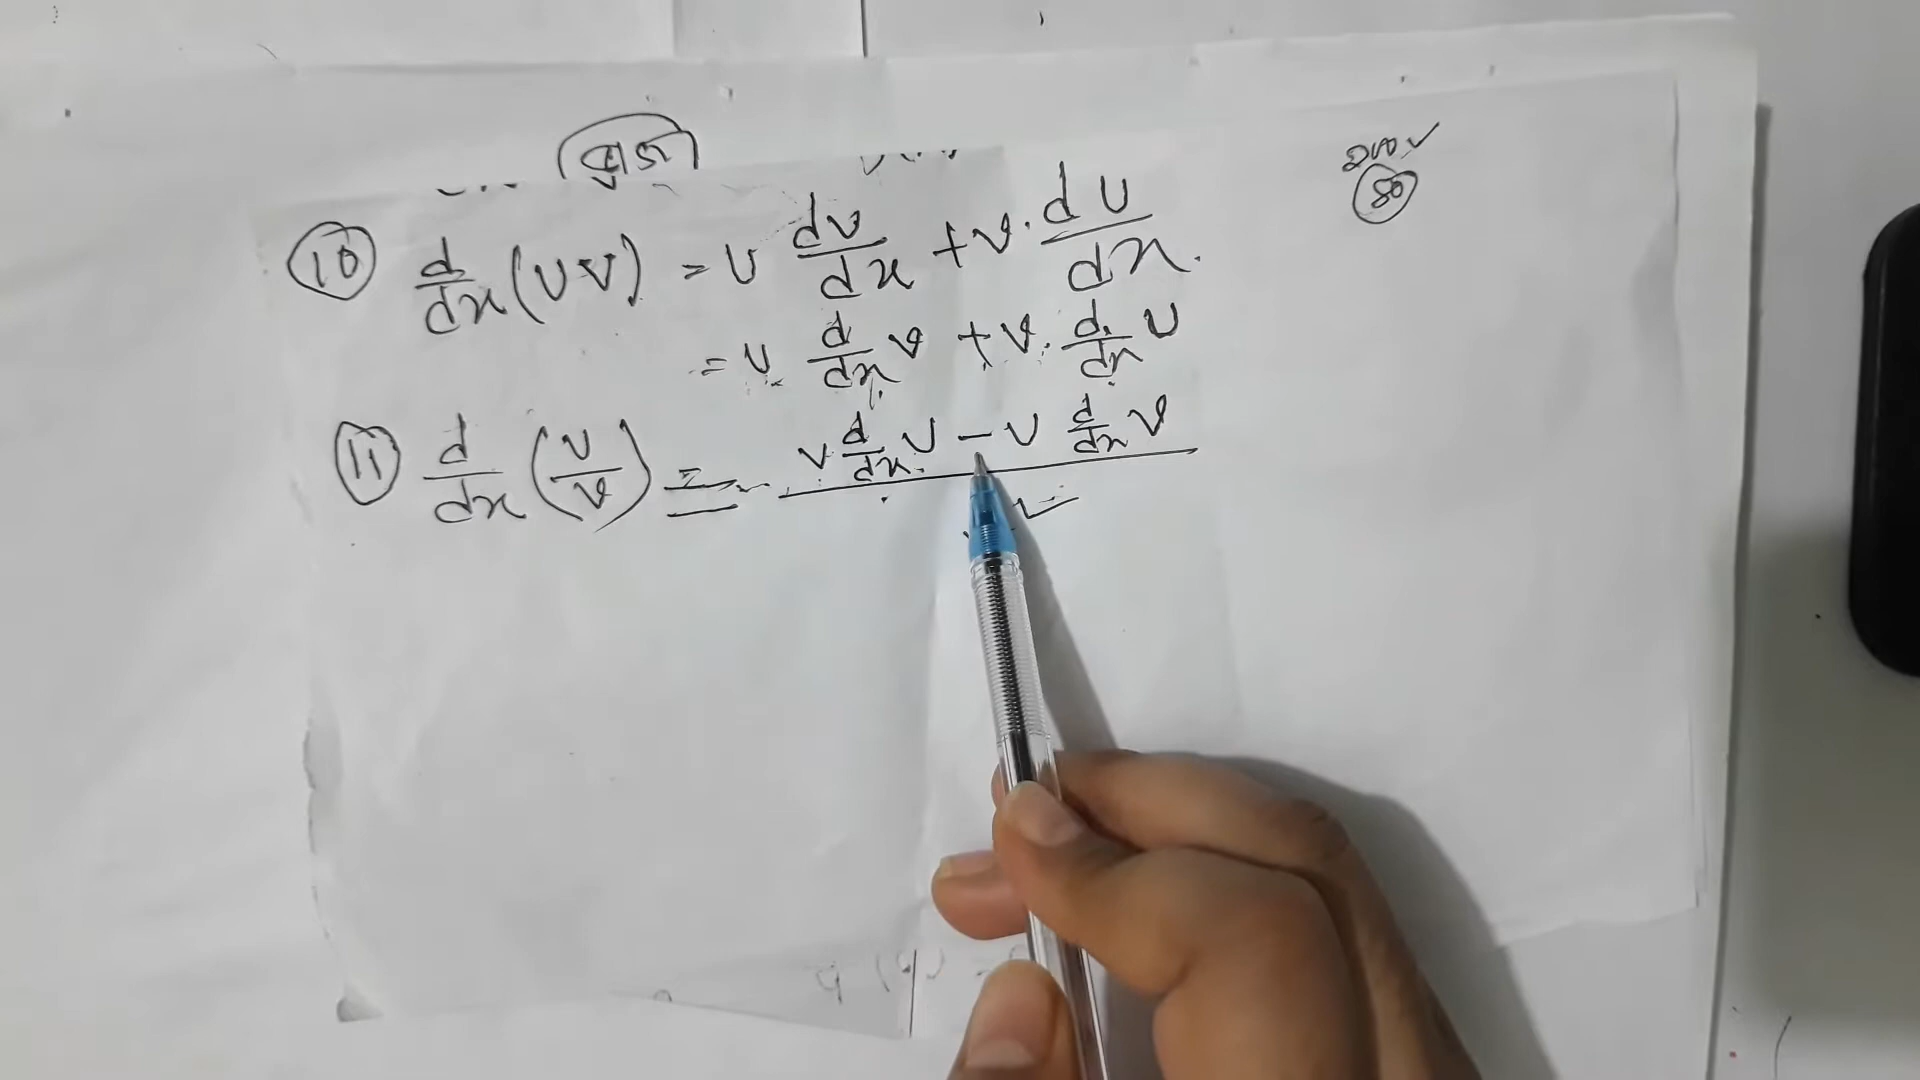 (10) d/dx (UV) = U dv/dx + v. dU/dx.
= U d/dx v + v. d/dx U
(11) d/dx (U/v) = (V d/dx U - U d/dx V)/